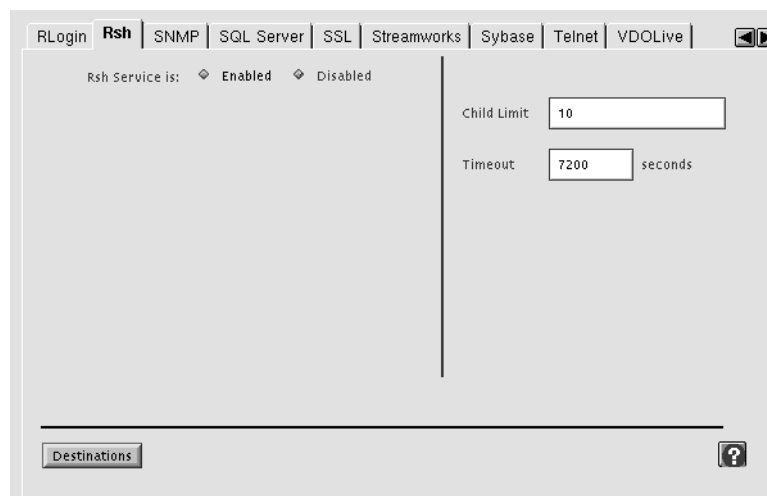 RLogin Rsh SNMP SQL Server SSL Streamworks Sybase Telnet VDOLive
Rsh Service is: Enabled Disabled
Child Limit 10
Timeout 7200 seconds
Destinations ?